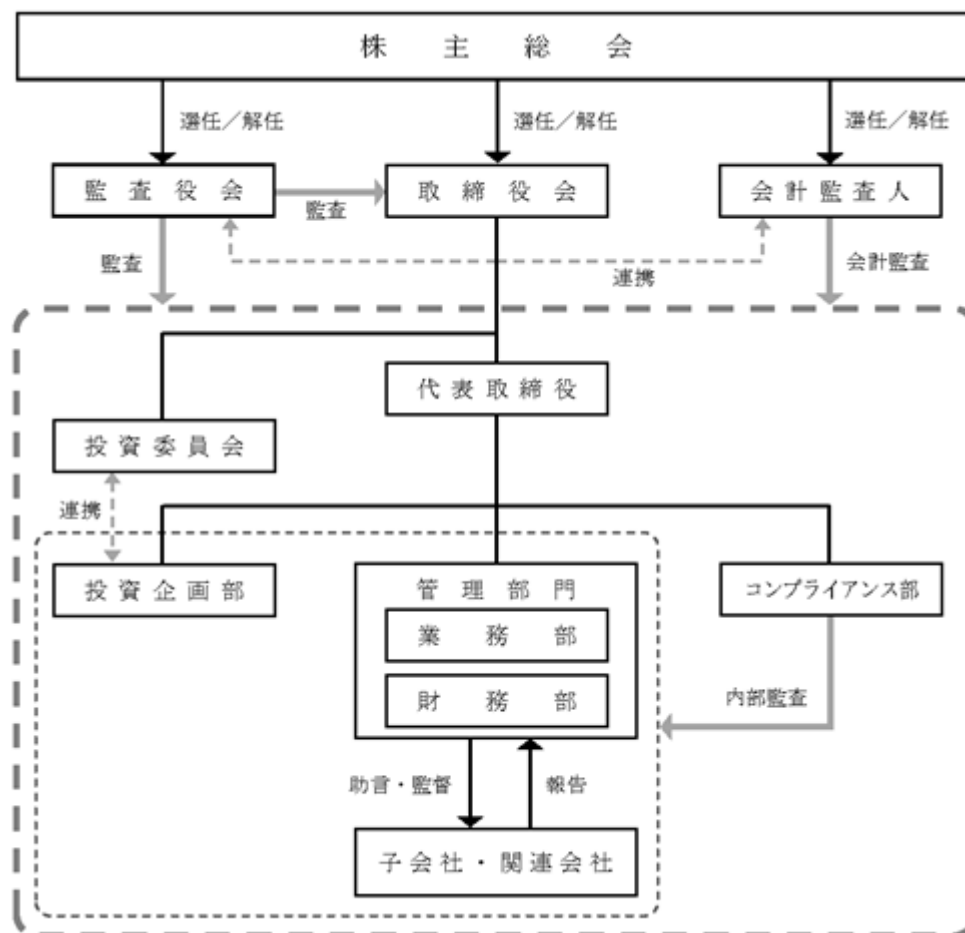 株主総会
選任／解任
選任／解任
選任／解任
監査役会
監査
取締役会
会計監査人
監査
連携
会計監査
代表取締役
投資委員会
連携
投資企画部
管理部門
コンプライアンス部
業務部
財務部
内部監査
助言・監督
報告
子会社・関連会社